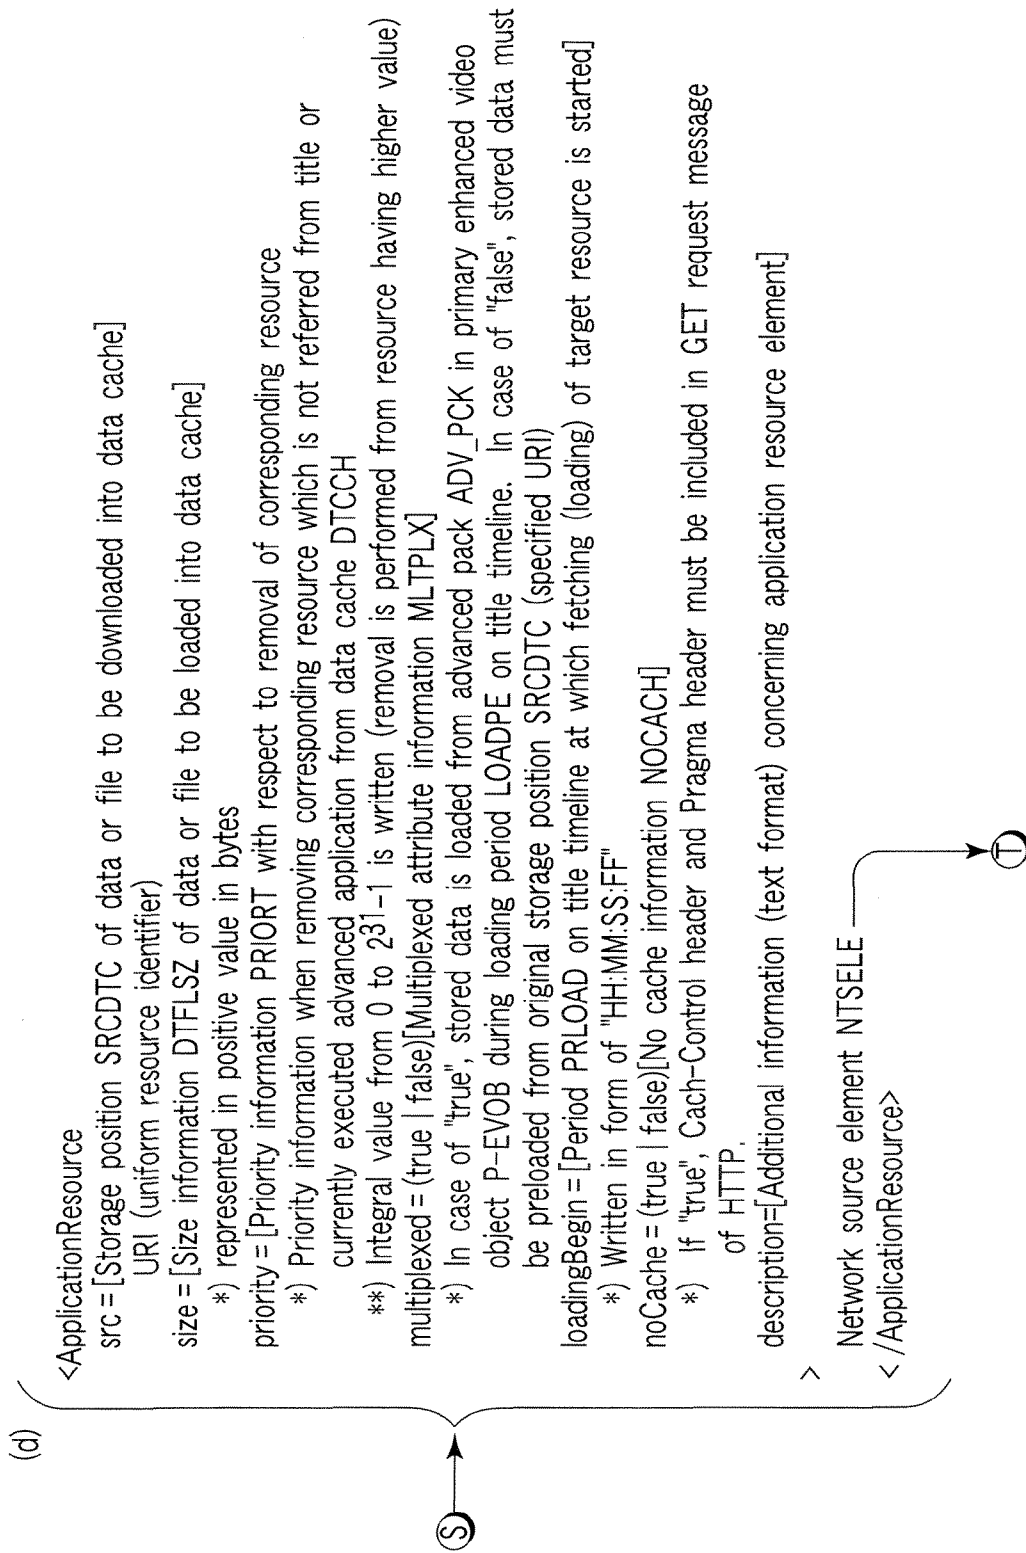 (d)
<ApplicationResource
src = [Storage position SRCDTC of data or file to be downloaded into data cache]
URI (uniform resource identifier)
size = [Size information DTFLSZ of data or file to be loaded into data cache]
*) represented in positive value in bytes
priority = [Priority information PRIORT with respect to removal of corresponding resource
*) Priority information when removing corresponding resource which is not referred from title or
currently executed advanced application from data cache DTCCH
**) Integral value from 0 to 2^31-1 is written (removal is performed from resource having higher value)
multiplexed = (true | false)[Multiplexed attribute information MLTPLX]
*) In case of "true", stored data is loaded from advanced pack ADV_PCK in primary enhanced video
object P-EVOB during loading period LOADPE on title timeline. In case of "false", stored data must
be preloaded from original storage position SRCDTC (specified URI)
loadingBegin = [Period PRLOAD on title timeline at which fetching (loading) of target resource is started]
*) Written in form of "HH:MM:SS:FF"
noCache = (true | false)[No cache information NOCACH]
*) If "true", Cach-Control header and Pragma header must be included in GET request message
of HTTP.
description=[Additional information (text format) concerning application resource element]
>
Network source element NTSELE
</ApplicationResource>
S
T